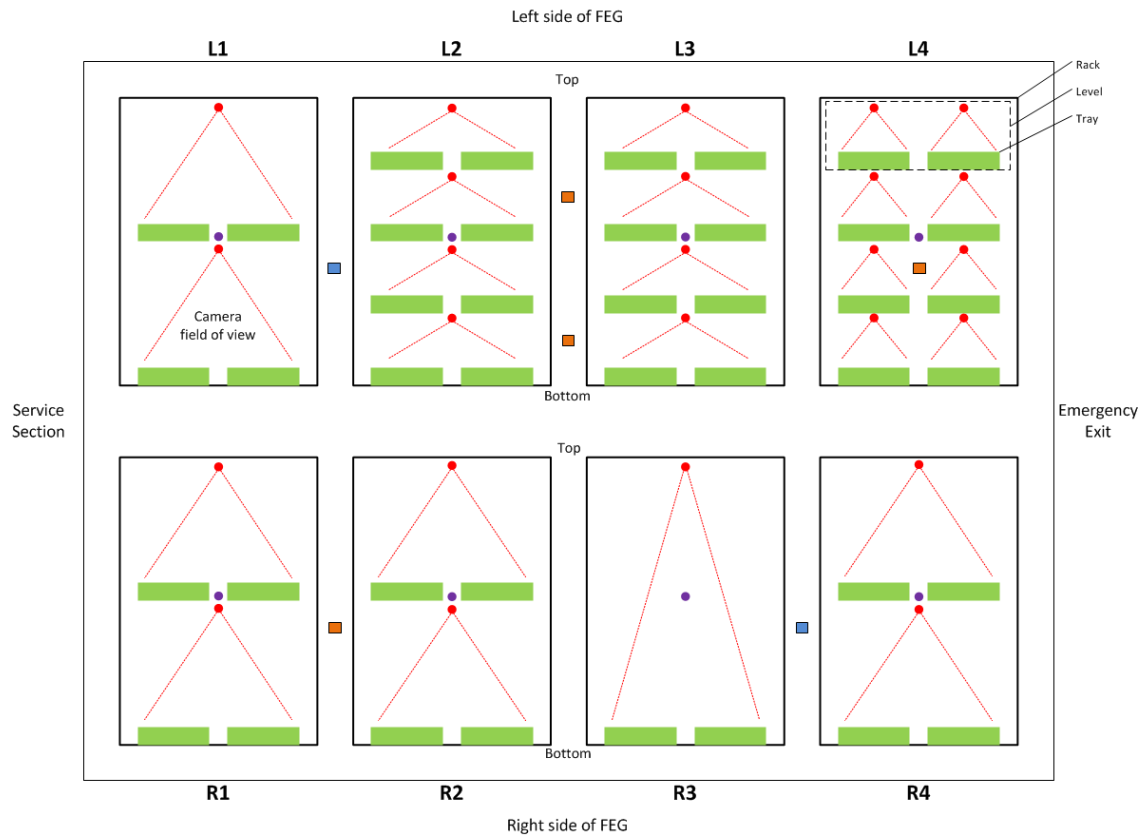 Left side of FEG
L1
L2
L3
L4
Rack
Level
Tray
Top
Camera
field of view
Bottom
Service
Section
Emergency
Exit
Top
Bottom
R1
R2
R3
R4
Right side of FEG